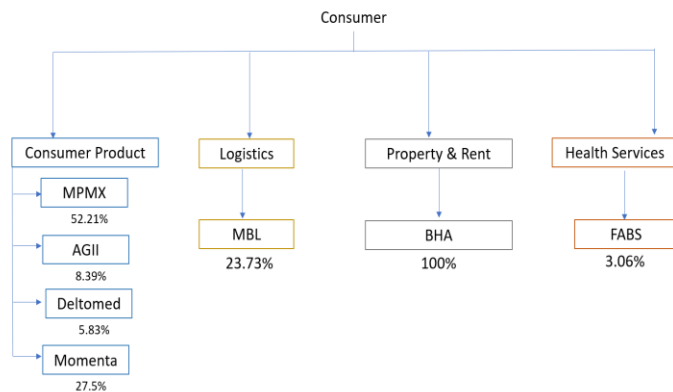 Consumer
Consumer Product
Logistics
Property & Rent
Health Services
MPMX
52.21%
AGII
8.39%
Deltomed
5.83%
Momenta
27.5%
MBL
23.73%
BHA
100%
FABS
3.06%